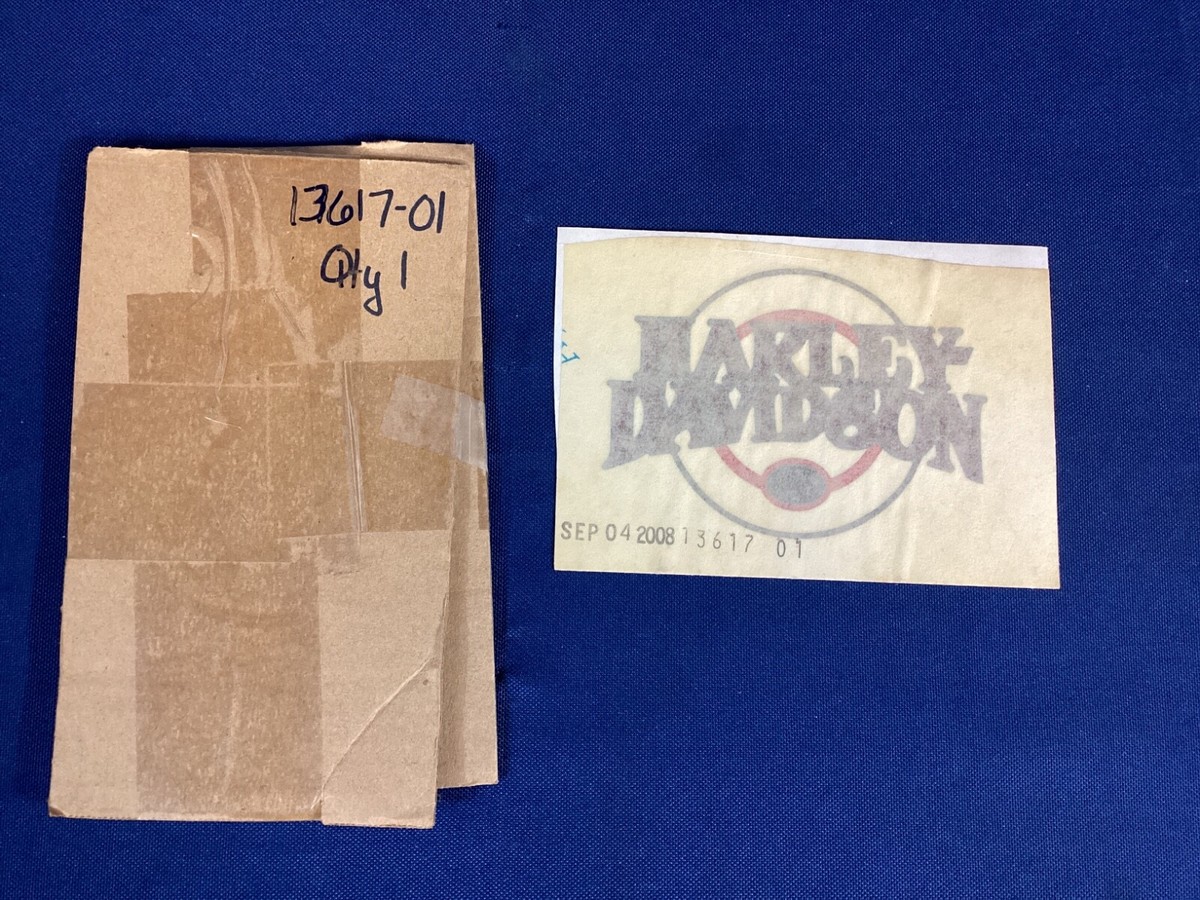 13617-01
Qty 1
HARLEY-
DAVIDSON
SEP 04 2008 13617 01